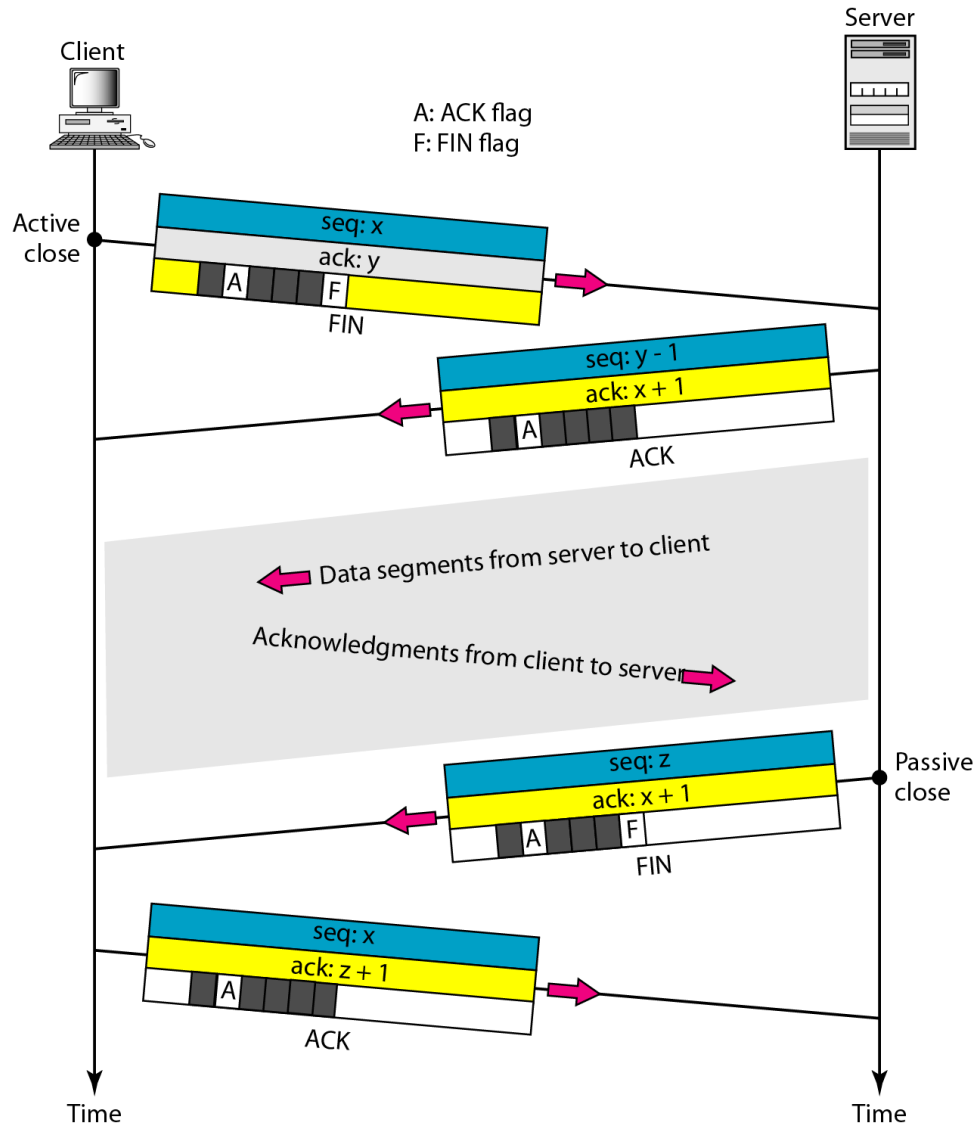 Server
Client
A: ACK flag
F: FIN flag
Active
close
seq: x
ack: y
A F
FIN
seq: y - 1
ack: x + 1
A
ACK
Data segments from server to client
Acknowledgments from client to server
Passive
close
seq: z
ack: x + 1
A F
FIN
seq: x
ack: z + 1
A
ACK
Time
Time